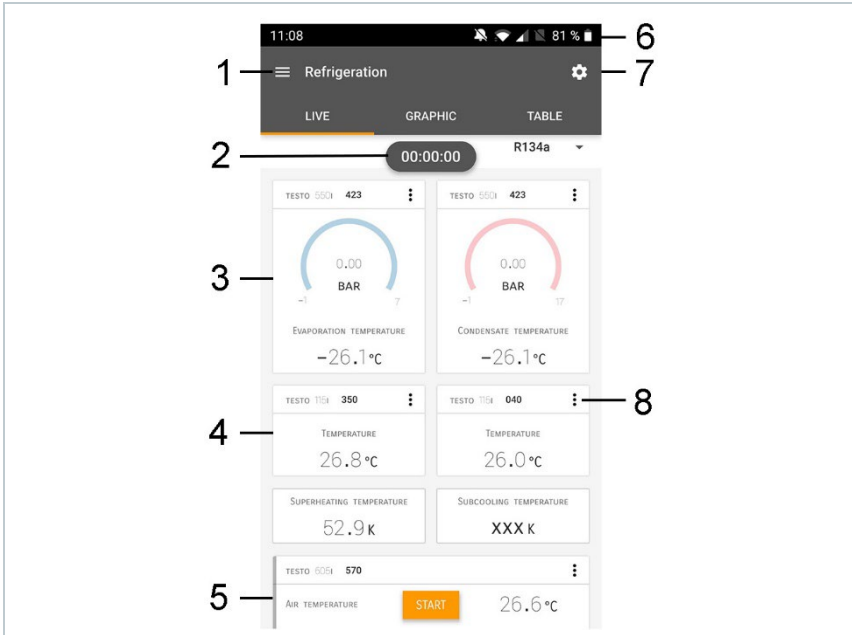 11:08 81 % 6
1 Refrigeration 7
LIVE GRAPHIC TABLE
2 00:00:00 R134a
TESTO 550i 423 TESTO 550i 423
3 0.00 0.00
BAR BAR
-1 7 -1 17
EVAPORATION TEMPERATURE CONDENSATE TEMPERATURE
-26.1 °C -26.1 °C
TESTO 115i 350 TESTO 115i 040 8
4 TEMPERATURE TEMPERATURE
26.8 °C 26.0 °C
SUPERHEATING TEMPERATURE SUBCOOLING TEMPERATURE
52.9 K XXX K
TESTO 605i 570
5 AIR TEMPERATURE START 26.6 °C